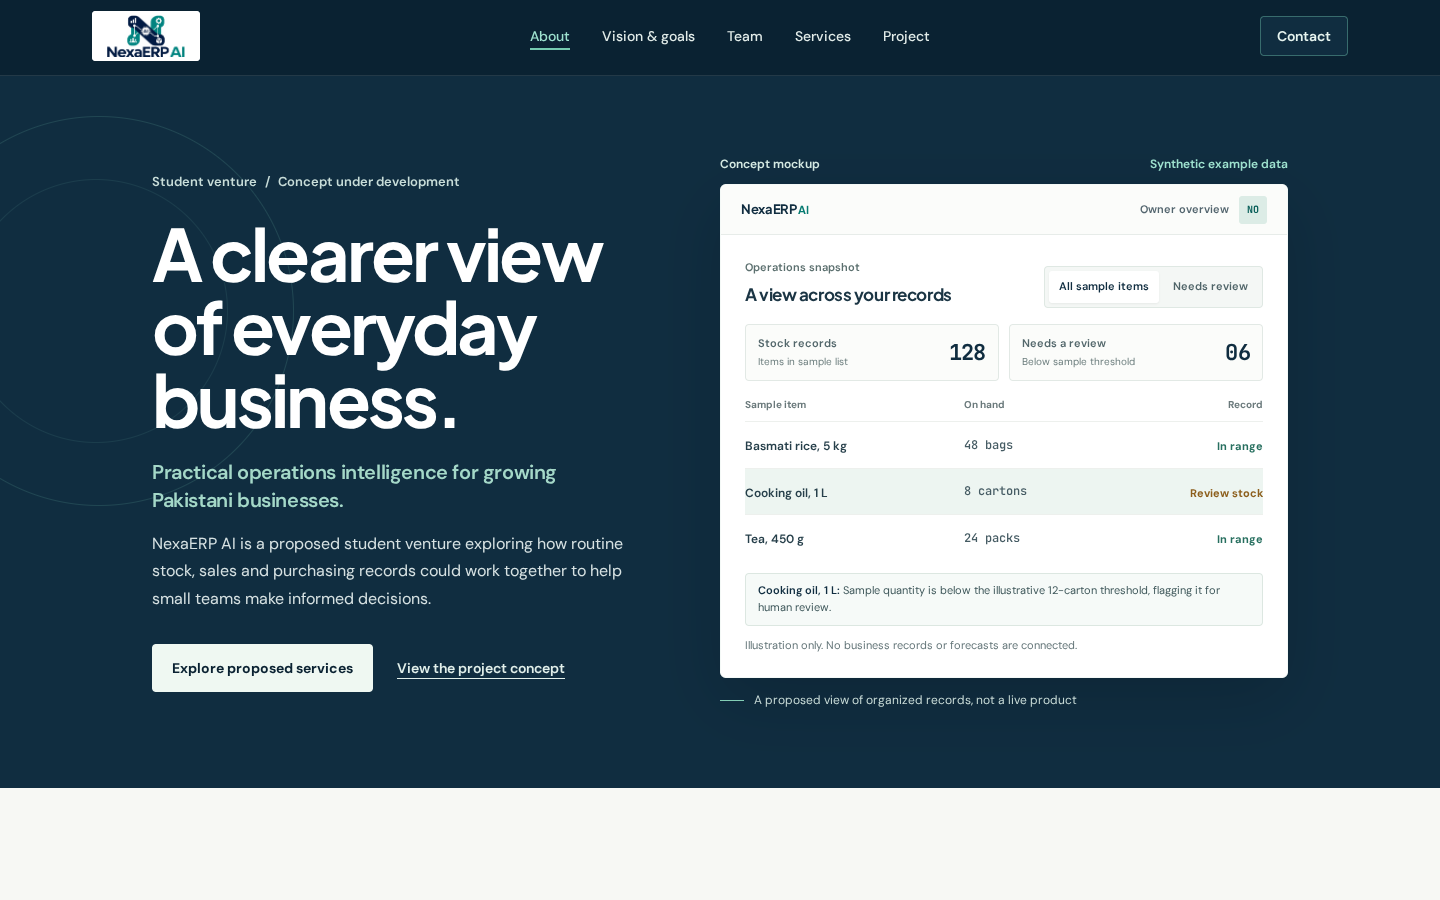 NexaERP AI
About
Vision & goals
Team
Services
Project
Contact
Student venture / Concept under development
A clearer view
of everyday
business.
Practical operations intelligence for growing
Pakistani businesses.
NexaERP AI is a proposed student venture exploring how routine
stock, sales and purchasing records could work together to help
small teams make informed decisions.
Explore proposed services
View the project concept
Concept mockup
Synthetic example data
NexaERP AI
Owner overview
NO
Operations snapshot
A view across your records
All sample items
Needs review
Stock records
Items in sample list
128
Needs a review
Below sample threshold
06
Sample item
On hand
Record
Basmati rice, 5 kg
48 bags
In range
Cooking oil, 1 L
8 cartons
Review stock
Tea, 450 g
24 packs
In range
Cooking oil, 1 L: Sample quantity is below the illustrative 12-carton threshold, flagging it for
human review.
Illustration only. No business records or forecasts are connected.
A proposed view of organized records, not a live product